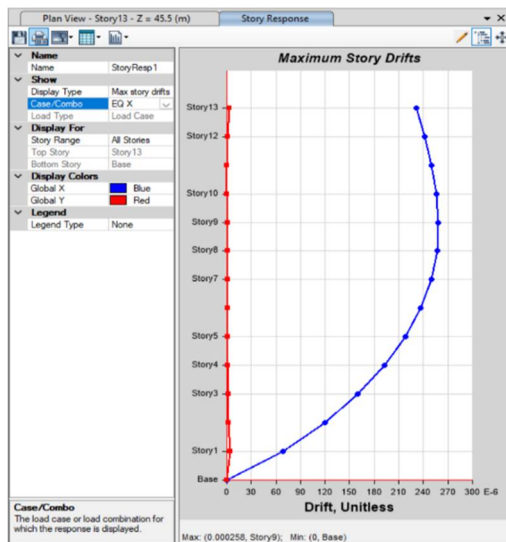 Plan View - Story13 - Z = 45.5 (m)
Story Response
Name
Name StoryResp1
Show
Display Type Max story drifts
Case/Combo EQ X
Load Type Load Case
Display For
Story Range All Stories
Top Story Story13
Bottom Story Base
Display Colors
Global X Blue
Global Y Red
Legend
Legend Type None
Case/Combo
The load case or load combination for
which the response is displayed.
Maximum Story Drifts
Story13
Story12
Story10
Story9
Story8
Story7
Story5
Story4
Story3
Story1
Base
0 30 60 90 120 150 180 210 240 270 300 E-6
Drift, Unitless
Max: (0.000258, Story9); Min: (0, Base)